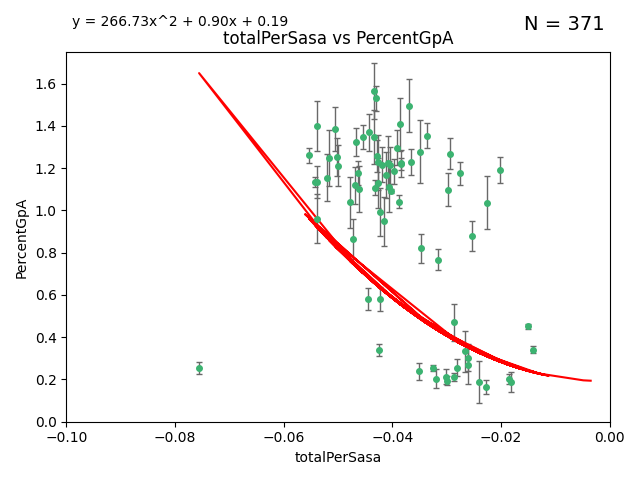 y = 266.73x^2 + 0.90x + 0.19
N = 371
totalPerSasa vs PercentGpA
1.6
1.4
1.2
1.0
0.8
0.6
0.4
0.2
0.0
PercentGpA
−0.10 −0.08 −0.06 −0.04 −0.02 0.00
totalPerSasa